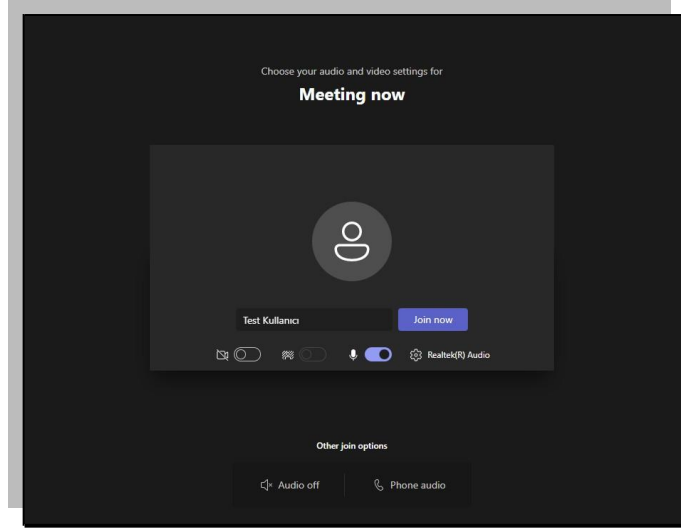 Choose your audio and video settings for
Meeting now
Test Kullanıcı
Join now
Realtek(R) Audio
Other join options
Audio off
Phone audio